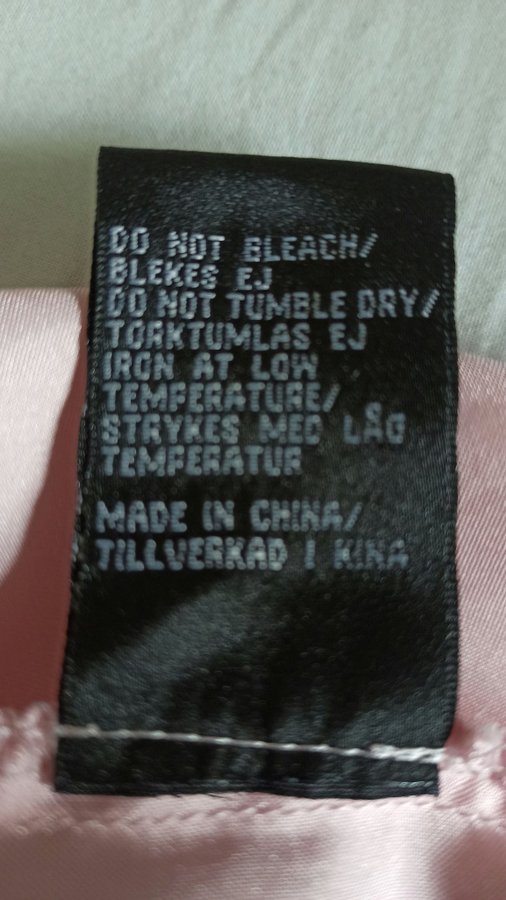 DO NOT BLEACH/
BLEKES EJ
DO NOT TUMBLE DRY/
TORKTUMLAS EJ
IRON AT LOW
TEMPERATURE/
STRYKES MED LÅG
TEMPERATUR
MADE IN CHINA/
TILLVERKAD I KINA